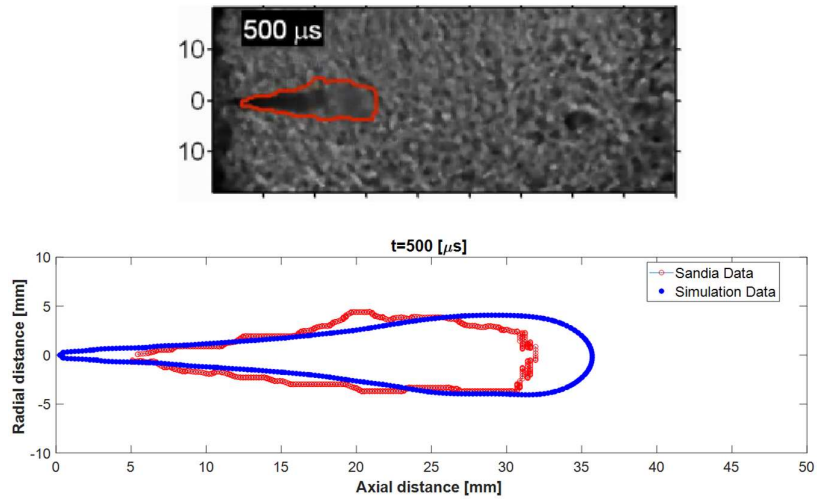 500 μs
10
0
10
t=500 [μs]
Sandia Data
Simulation Data
10
5
0
-5
-10
Radial distance [mm]
0 5 10 15 20 25 30 35 40 45 50
Axial distance [mm]